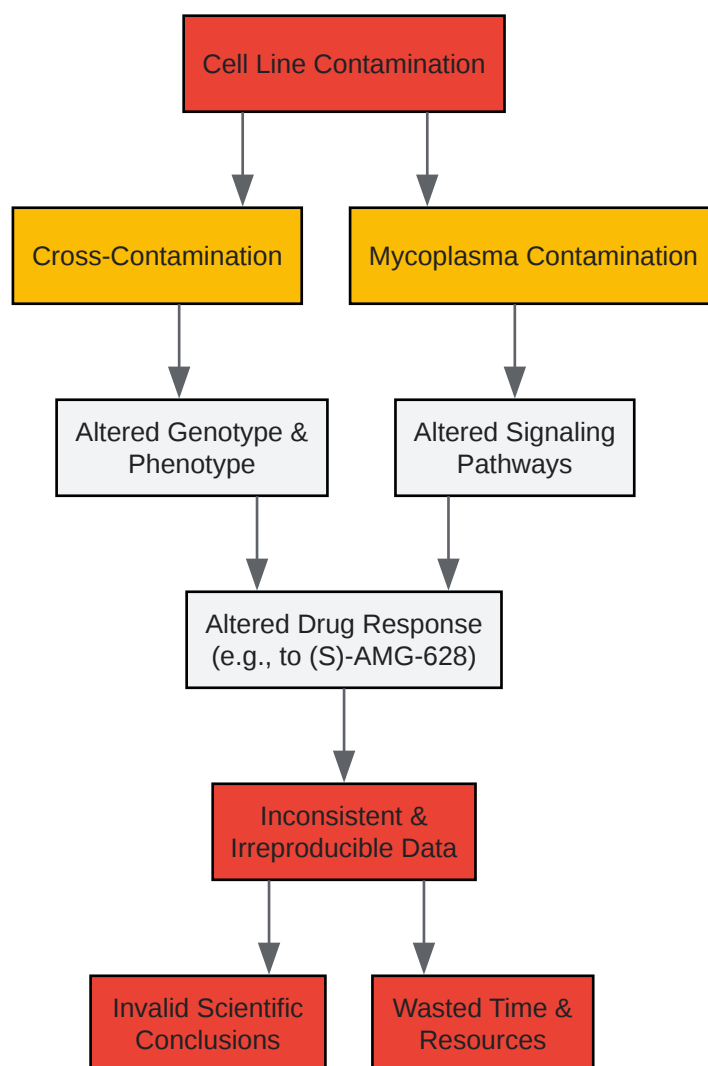 Cell Line Contamination
Cross-Contamination
Mycoplasma Contamination
Altered Genotype &
Phenotype
Altered Signaling
Pathways
Altered Drug Response
(e.g., to (S)-AMG-628)
Inconsistent &
Irreproducible Data
Invalid Scientific
Conclusions
Wasted Time &
Resources